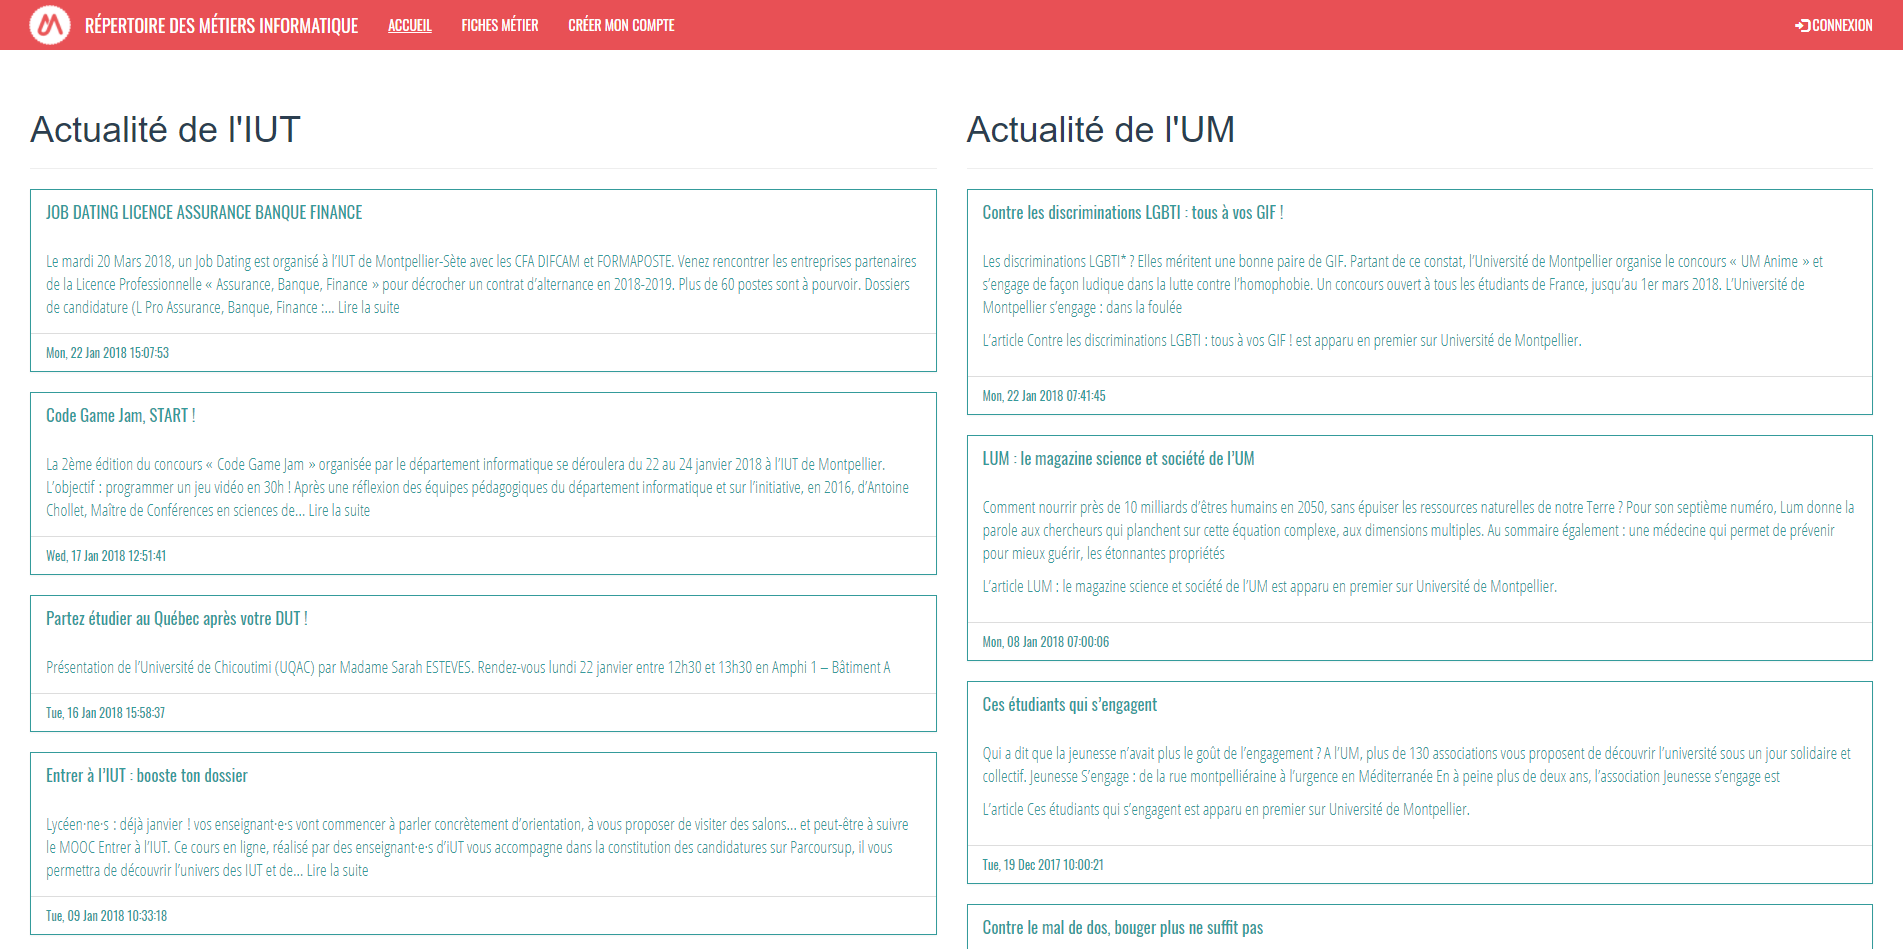 RÉPERTOIRE DES MÉTIERS INFORMATIQUE
ACCUEIL
FICHES MÉTIER
CRÉER MON COMPTE
CONNEXION
Actualité de l'IUT
JOB DATING LICENCE ASSURANCE BANQUE FINANCE
Le mardi 20 Mars 2018, un Job Dating est organisé à l’IUT de Montpellier-Sète avec les CFA DIFCAM et FORMAPOSTE. Venez rencontrer les entreprises partenaires
de la Licence Professionnelle « Assurance, Banque, Finance » pour décrocher un contrat d’alternance en 2018-2019. Plus de 60 postes sont à pourvoir. Dossiers
de candidature (L Pro Assurance, Banque, Finance :... Lire la suite
Mon, 22 Jan 2018 15:07:53
Code Game Jam, START !
La 2ème édition du concours « Code Game Jam » organisée par le département informatique se déroulera du 22 au 24 janvier 2018 à l’IUT de Montpellier.
L’objectif : programmer un jeu vidéo en 30h ! Après une réflexion des équipes pédagogiques du département informatique et sur l’initiative, en 2016, d’Antoine
Chollet, Maître de Conférences en sciences de... Lire la suite
Wed, 17 Jan 2018 12:51:41
Partez étudier au Québec après votre DUT !
Présentation de l’Université de Chicoutimi (UQAC) par Madame Sarah ESTEVES. Rendez-vous lundi 22 janvier entre 12h30 et 13h30 en Amphi 1 – Bâtiment A
Tue, 16 Jan 2018 15:58:37
Entrer à l’IUT : booste ton dossier
Lycéen·ne·s : déjà janvier ! vos enseignant·e·s vont commencer à parler concrètement d’orientation, à vous proposer de visiter des salons... et peut-être à suivre
le MOOC Entrer à l’IUT. Ce cours en ligne, réalisé par des enseignant·e·s d’iUT vous accompagne dans la constitution des candidatures sur Parcoursup, il vous
permettra de découvrir l’univers des IUT et de... Lire la suite
Tue, 09 Jan 2018 10:33:18
Actualité de l'UM
Contre les discriminations LGBTI : tous à vos GIF !
Les discriminations LGBTI* ? Elles méritent une bonne paire de GIF. Partant de ce constat, l’Université de Montpellier organise le concours « UM Anime » et
s’engage de façon ludique dans la lutte contre l’homophobie. Un concours ouvert à tous les étudiants de France, jusqu’au 1er mars 2018. L’Université de
Montpellier s’engage : dans la foulée
L’article Contre les discriminations LGBTI : tous à vos GIF ! est apparu en premier sur Université de Montpellier.
Mon, 22 Jan 2018 07:41:45
LUM : le magazine science et société de l’UM
Comment nourrir près de 10 milliards d’êtres humains en 2050, sans épuiser les ressources naturelles de notre Terre ? Pour son septième numéro, Lum donne la
parole aux chercheurs qui planchent sur cette équation complexe, aux dimensions multiples. Au sommaire également : une médecine qui permet de prévenir
pour mieux guérir, les étonnantes propriétés
L’article LUM : le magazine science et société de l’UM est apparu en premier sur Université de Montpellier.
Mon, 08 Jan 2018 07:00:06
Ces étudiants qui s’engagent
Qui a dit que la jeunesse n’avait plus le goût de l’engagement ? A l’UM, plus de 130 associations vous proposent de découvrir l’université sous un jour solidaire et
collectif. Jeunesse S’engage : de la rue montpelliéraine à l’urgence en Méditerranée En à peine plus de deux ans, l’association Jeunesse s’engage est
L’article Ces étudiants qui s’engagent est apparu en premier sur Université de Montpellier.
Tue, 19 Dec 2017 10:00:21
Contre le mal de dos, bouger plus ne suffit pas